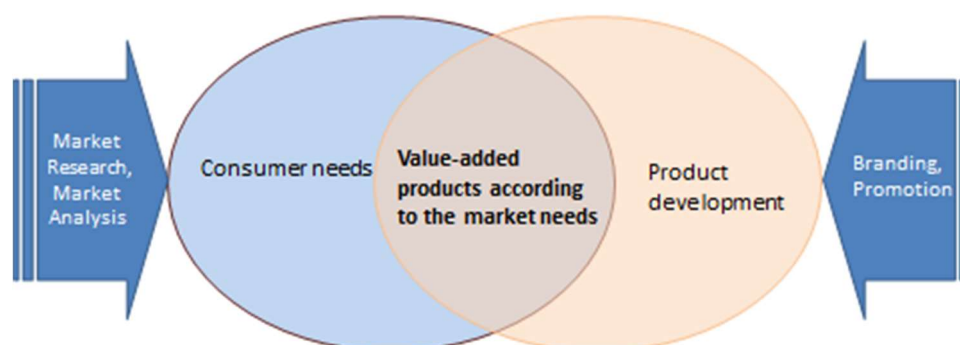 Market
Research,
Market
Analysis
Consumer needs
Value-added
products according
to the market needs
Product
development
Branding,
Promotion